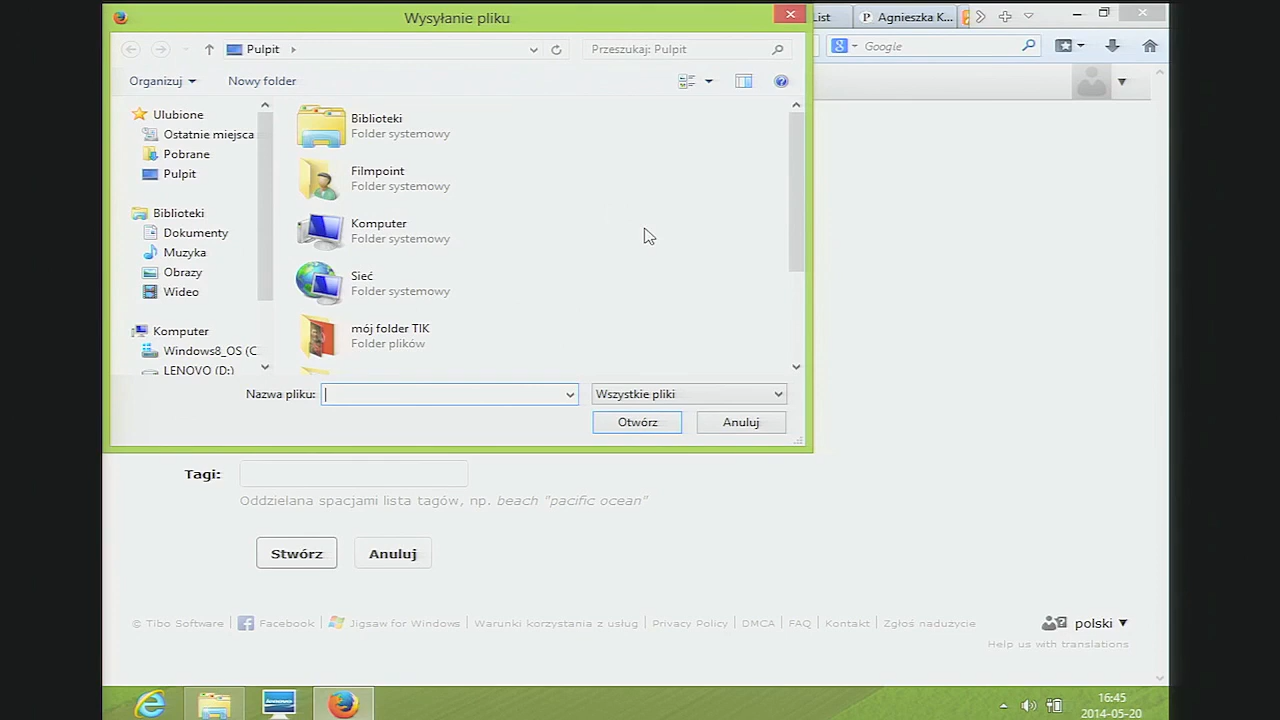 Wysyłanie pliku
List
Agnieszka K...
Pulpit
Przeszukaj: Pulpit
Google
Organizuj
Nowy folder
Ulubione
Ostatnie miejsca
Pobrane
Pulpit
Biblioteki
Dokumenty
Muzyka
Obrazy
Wideo
Komputer
Windows8_OS (C:
LENOVO (D:)
Biblioteki
Folder systemowy
Filmpoint
Folder systemowy
Komputer
Folder systemowy
Sieć
Folder systemowy
mój folder TIK
Folder plików
Nazwa pliku:
Wszystkie pliki
Otwórz
Anuluj
Tagi:
Oddzielana spacjami lista tagów, np. beach "pacific ocean"
Stwórz
Anuluj
© Tibo Software | Facebook | Jigsaw for Windows | Warunki korzystania z usług | Privacy Policy | DMCA | FAQ | Kontakt | Zgłoś nadużycie
polski ▼
Help us with translations
16:45
2014-05-20